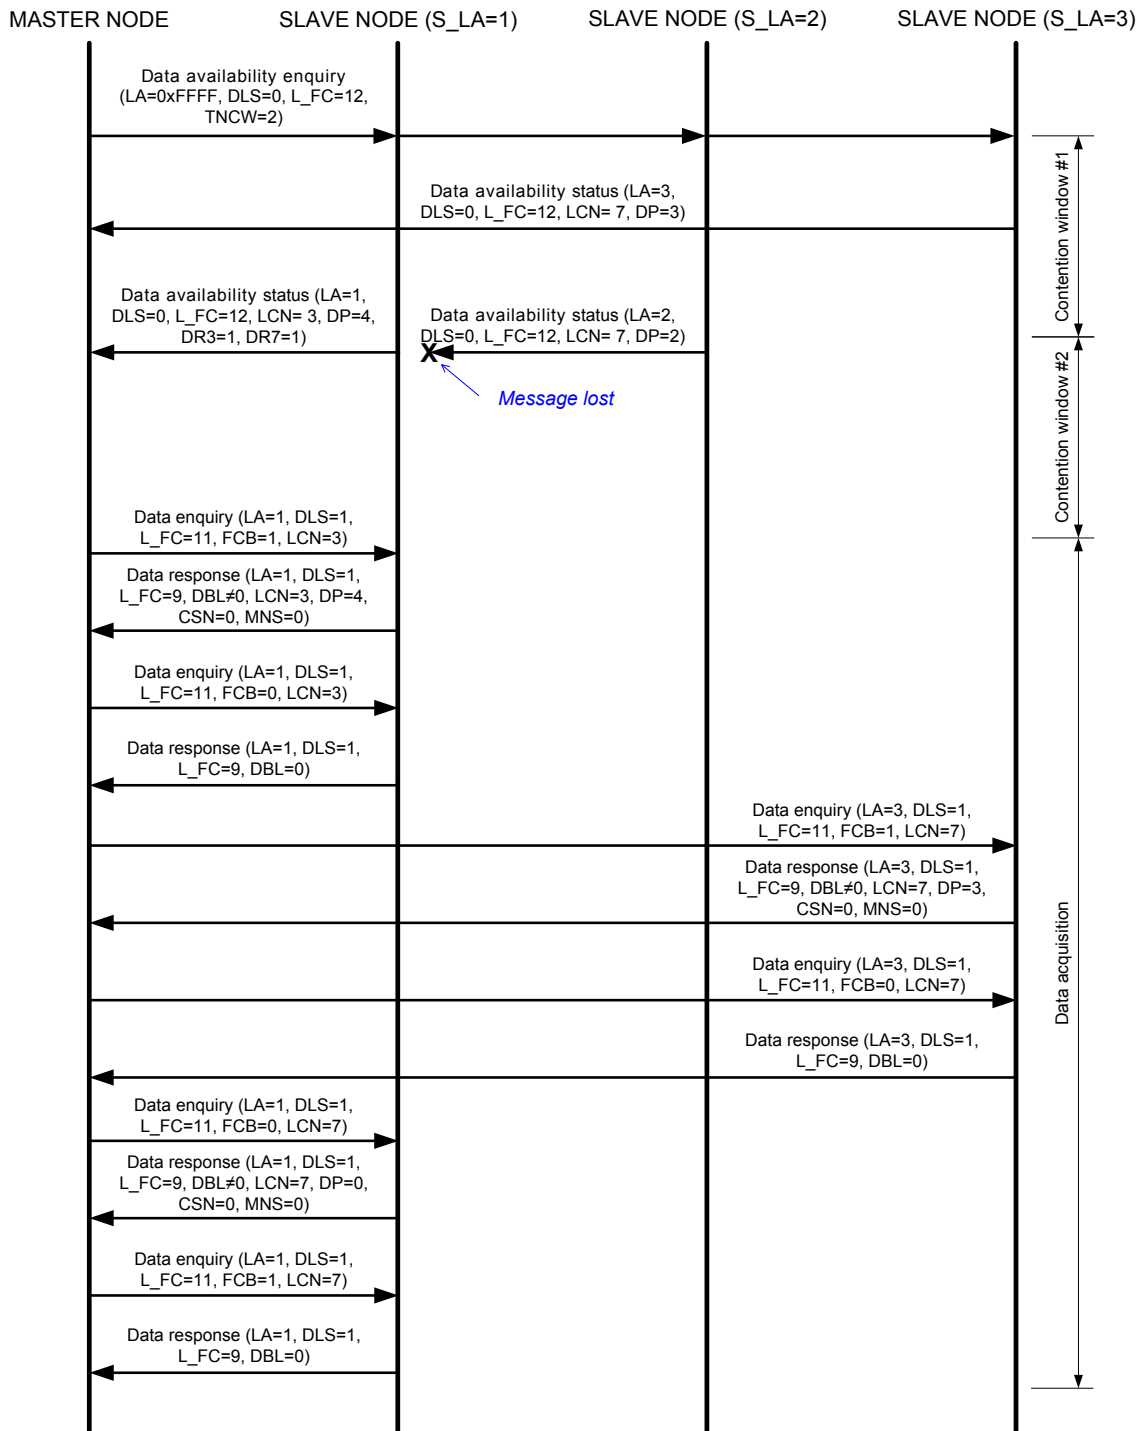 MASTER NODE
SLAVE NODE (S_LA=1)
SLAVE NODE (S_LA=2)
SLAVE NODE (S_LA=3)
Data availability enquiry
(LA=0xFFFF, DLS=0, L_FC=12,
TNCW=2)
Contention window #1
Data availability status (LA=3,
DLS=0, L_FC=12, LCN= 7, DP=3)
Data availability status (LA=1,
DLS=0, L_FC=12, LCN= 3, DP=4,
DR3=1, DR7=1)
Data availability status (LA=2,
DLS=0, L_FC=12, LCN= 7, DP=2)
X
Message lost
Contention window #2
Data enquiry (LA=1, DLS=1,
L_FC=11, FCB=1, LCN=3)
Data response (LA=1, DLS=1,
L_FC=9, DBL≠0, LCN=3, DP=4,
CSN=0, MNS=0)
Data enquiry (LA=1, DLS=1,
L_FC=11, FCB=0, LCN=3)
Data response (LA=1, DLS=1,
L_FC=9, DBL=0)
Data enquiry (LA=3, DLS=1,
L_FC=11, FCB=1, LCN=7)
Data response (LA=3, DLS=1,
L_FC=9, DBL≠0, LCN=7, DP=3,
CSN=0, MNS=0)
Data acquisition
Data enquiry (LA=3, DLS=1,
L_FC=11, FCB=0, LCN=7)
Data response (LA=3, DLS=1,
L_FC=9, DBL=0)
Data enquiry (LA=1, DLS=1,
L_FC=11, FCB=0, LCN=7)
Data response (LA=1, DLS=1,
L_FC=9, DBL≠0, LCN=7, DP=0,
CSN=0, MNS=0)
Data enquiry (LA=1, DLS=1,
L_FC=11, FCB=1, LCN=7)
Data response (LA=1, DLS=1,
L_FC=9, DBL=0)